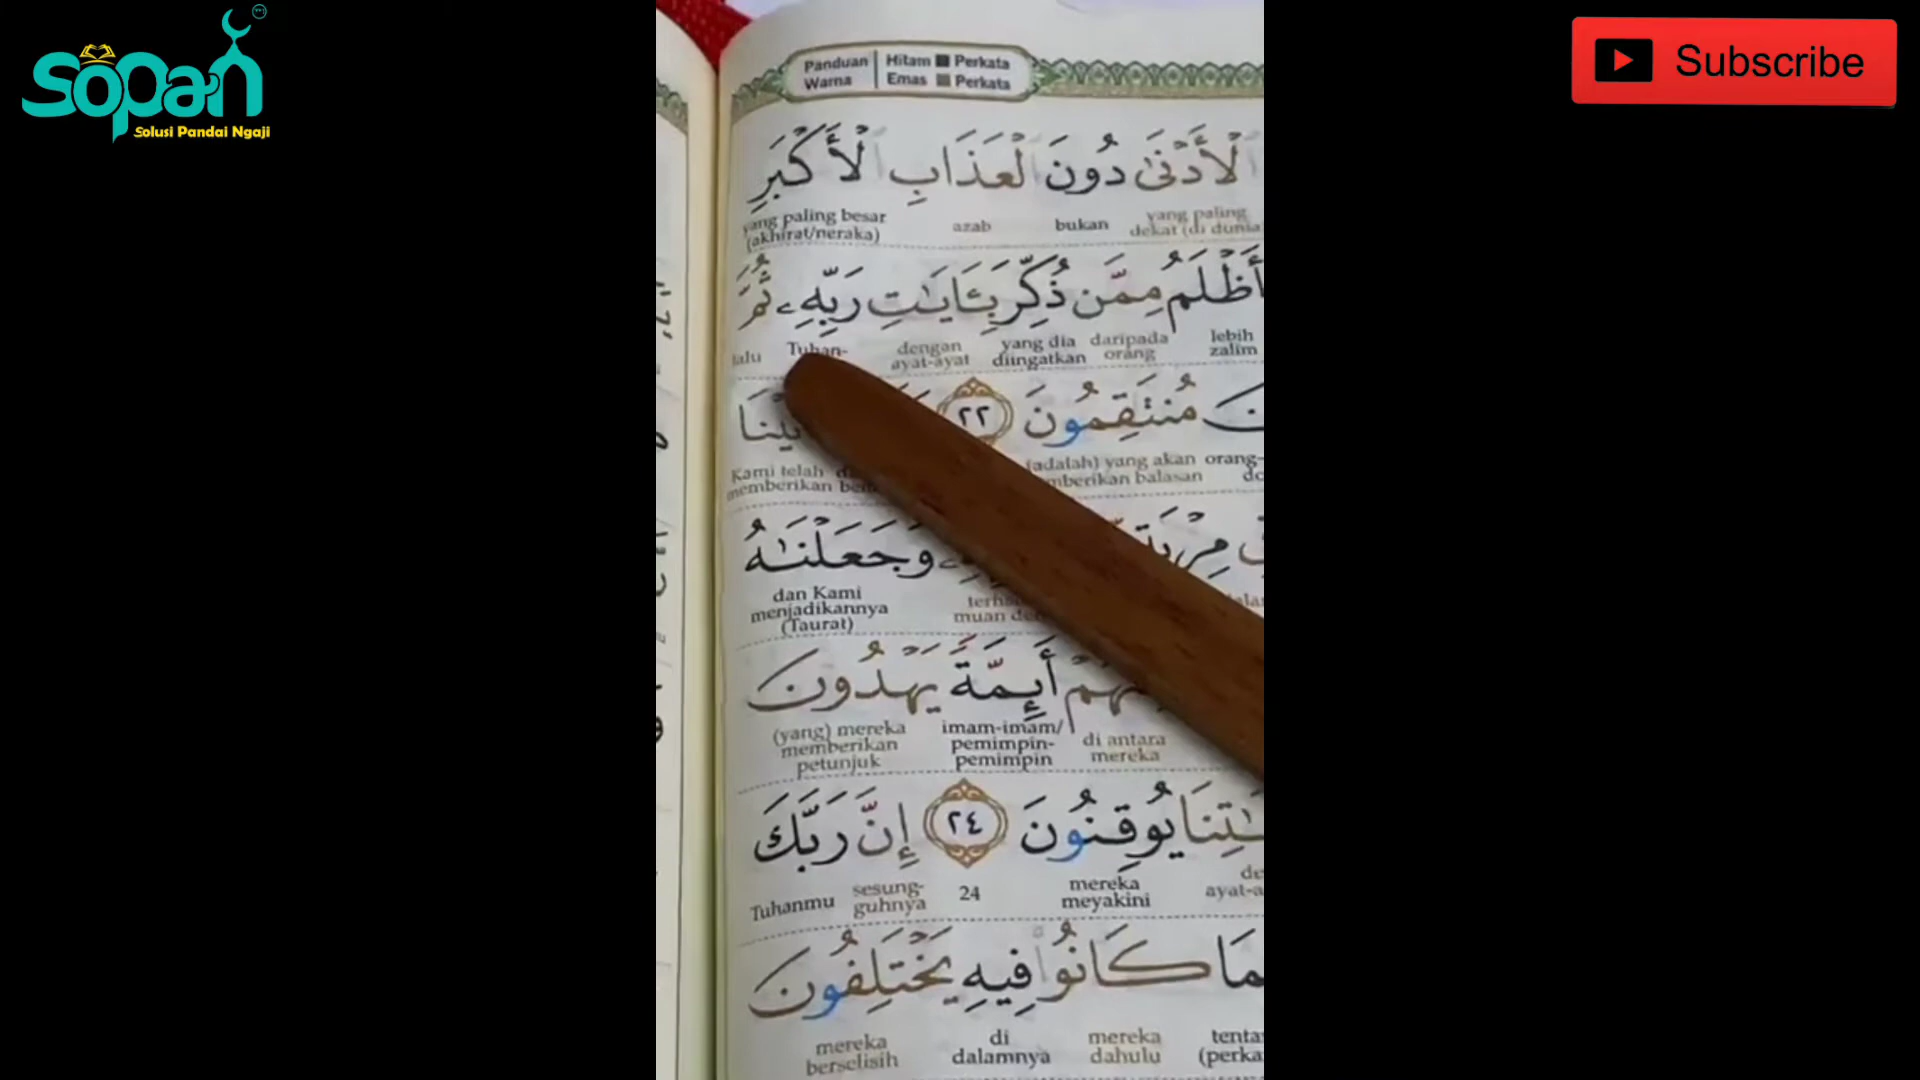 Sopan
Solusi Pandai Ngaji
Subscribe
Panduan Warna
Hitam Perkata
Emas Perkata
ٱلْأَدْنَىٰ دُونَ ٱلْعَذَابِ ٱلْأَكْبَرِ
yang paling dekat (di dunia
bukan
azab
yang paling besar (akhirat/neraka)
أَظْلَمُ مِمَّن ذُكِّرَ بِـَٔايَـٰتِ رَبِّهِۦ ثُمَّ
lebih zalim
daripada orang
yang dia diingatkan
dengan ayat-ayat
Tuhan-
lalu
مُنتَقِمُونَ ٢٢
orang-
(adalah) yang akan
memberikan balasan
Kami telah
memberikan
وَجَعَلْنَـٰهُ
dan Kami menjadikannya (Taurat)
أَئِمَّةً يَهْدُونَ
di antara mereka
imam-imam/ pemimpin-pemimpin
(yang) mereka memberikan petunjuk
يُوقِنُونَ ٢٤ إِنَّ رَبَّكَ
mereka meyakini
24
sesung-guhnya
Tuhanmu
كَانُوا۟ فِيهِ يَخْتَلِفُونَ
mereka dahulu
di dalamnya
mereka berselisih